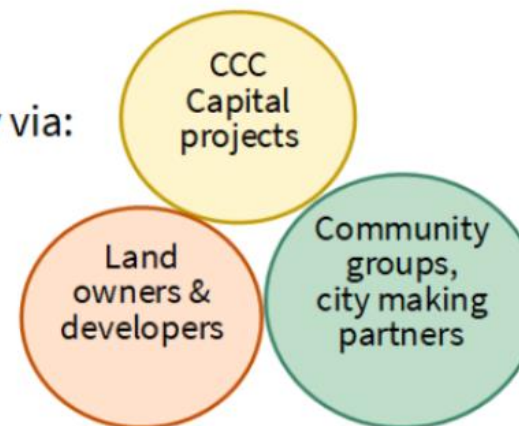 via:
CCC
Capital
projects
Land
owners &
developers
Community
groups,
city making
partners